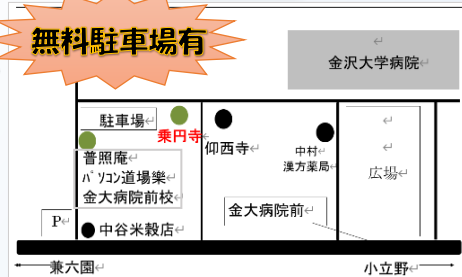 無料駐車場有
金沢大学病院
駐車場
乗円寺
仰西寺
中村
漢方薬局
広場
普照庵
パソコン道場樂
金大病院前校
金大病院前
P
中谷米穀店
兼六園
小立野